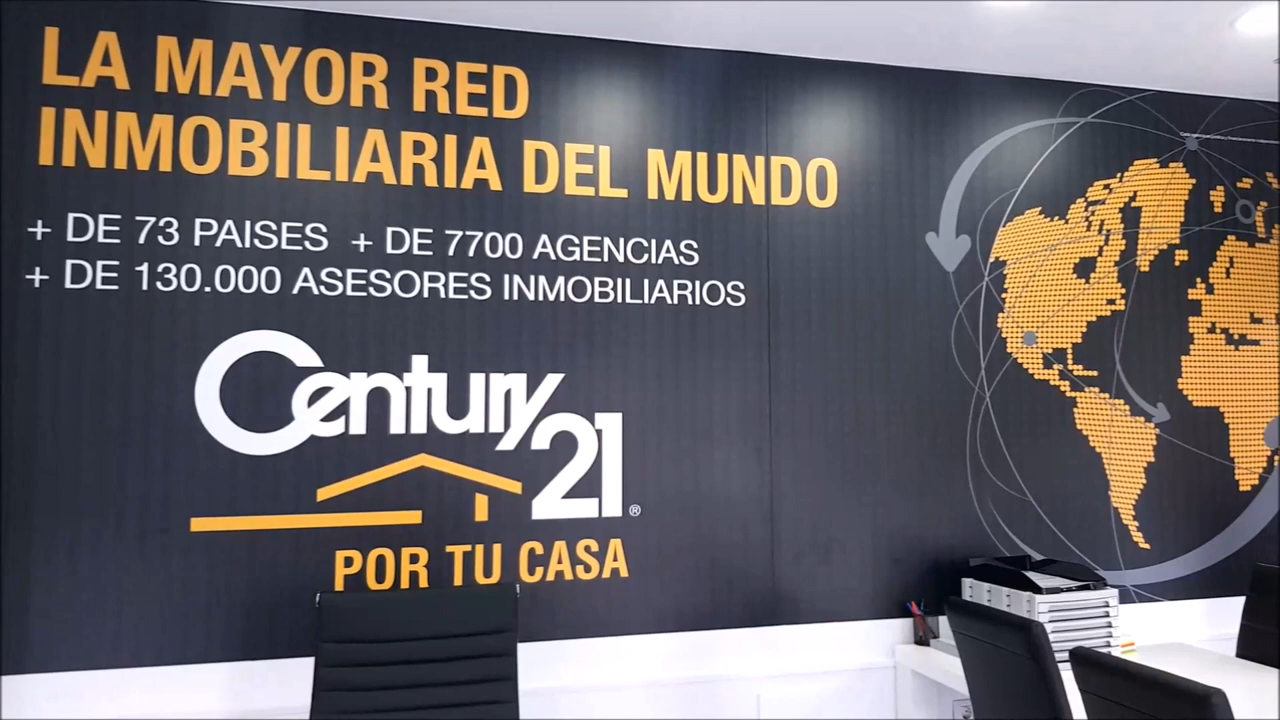 LA MAYOR RED
INMOBILIARIA DEL MUNDO
+ DE 73 PAISES + DE 7700 AGENCIAS
+ DE 130.000 ASESORES INMOBILIARIOS
Century
21®
POR TU CASA